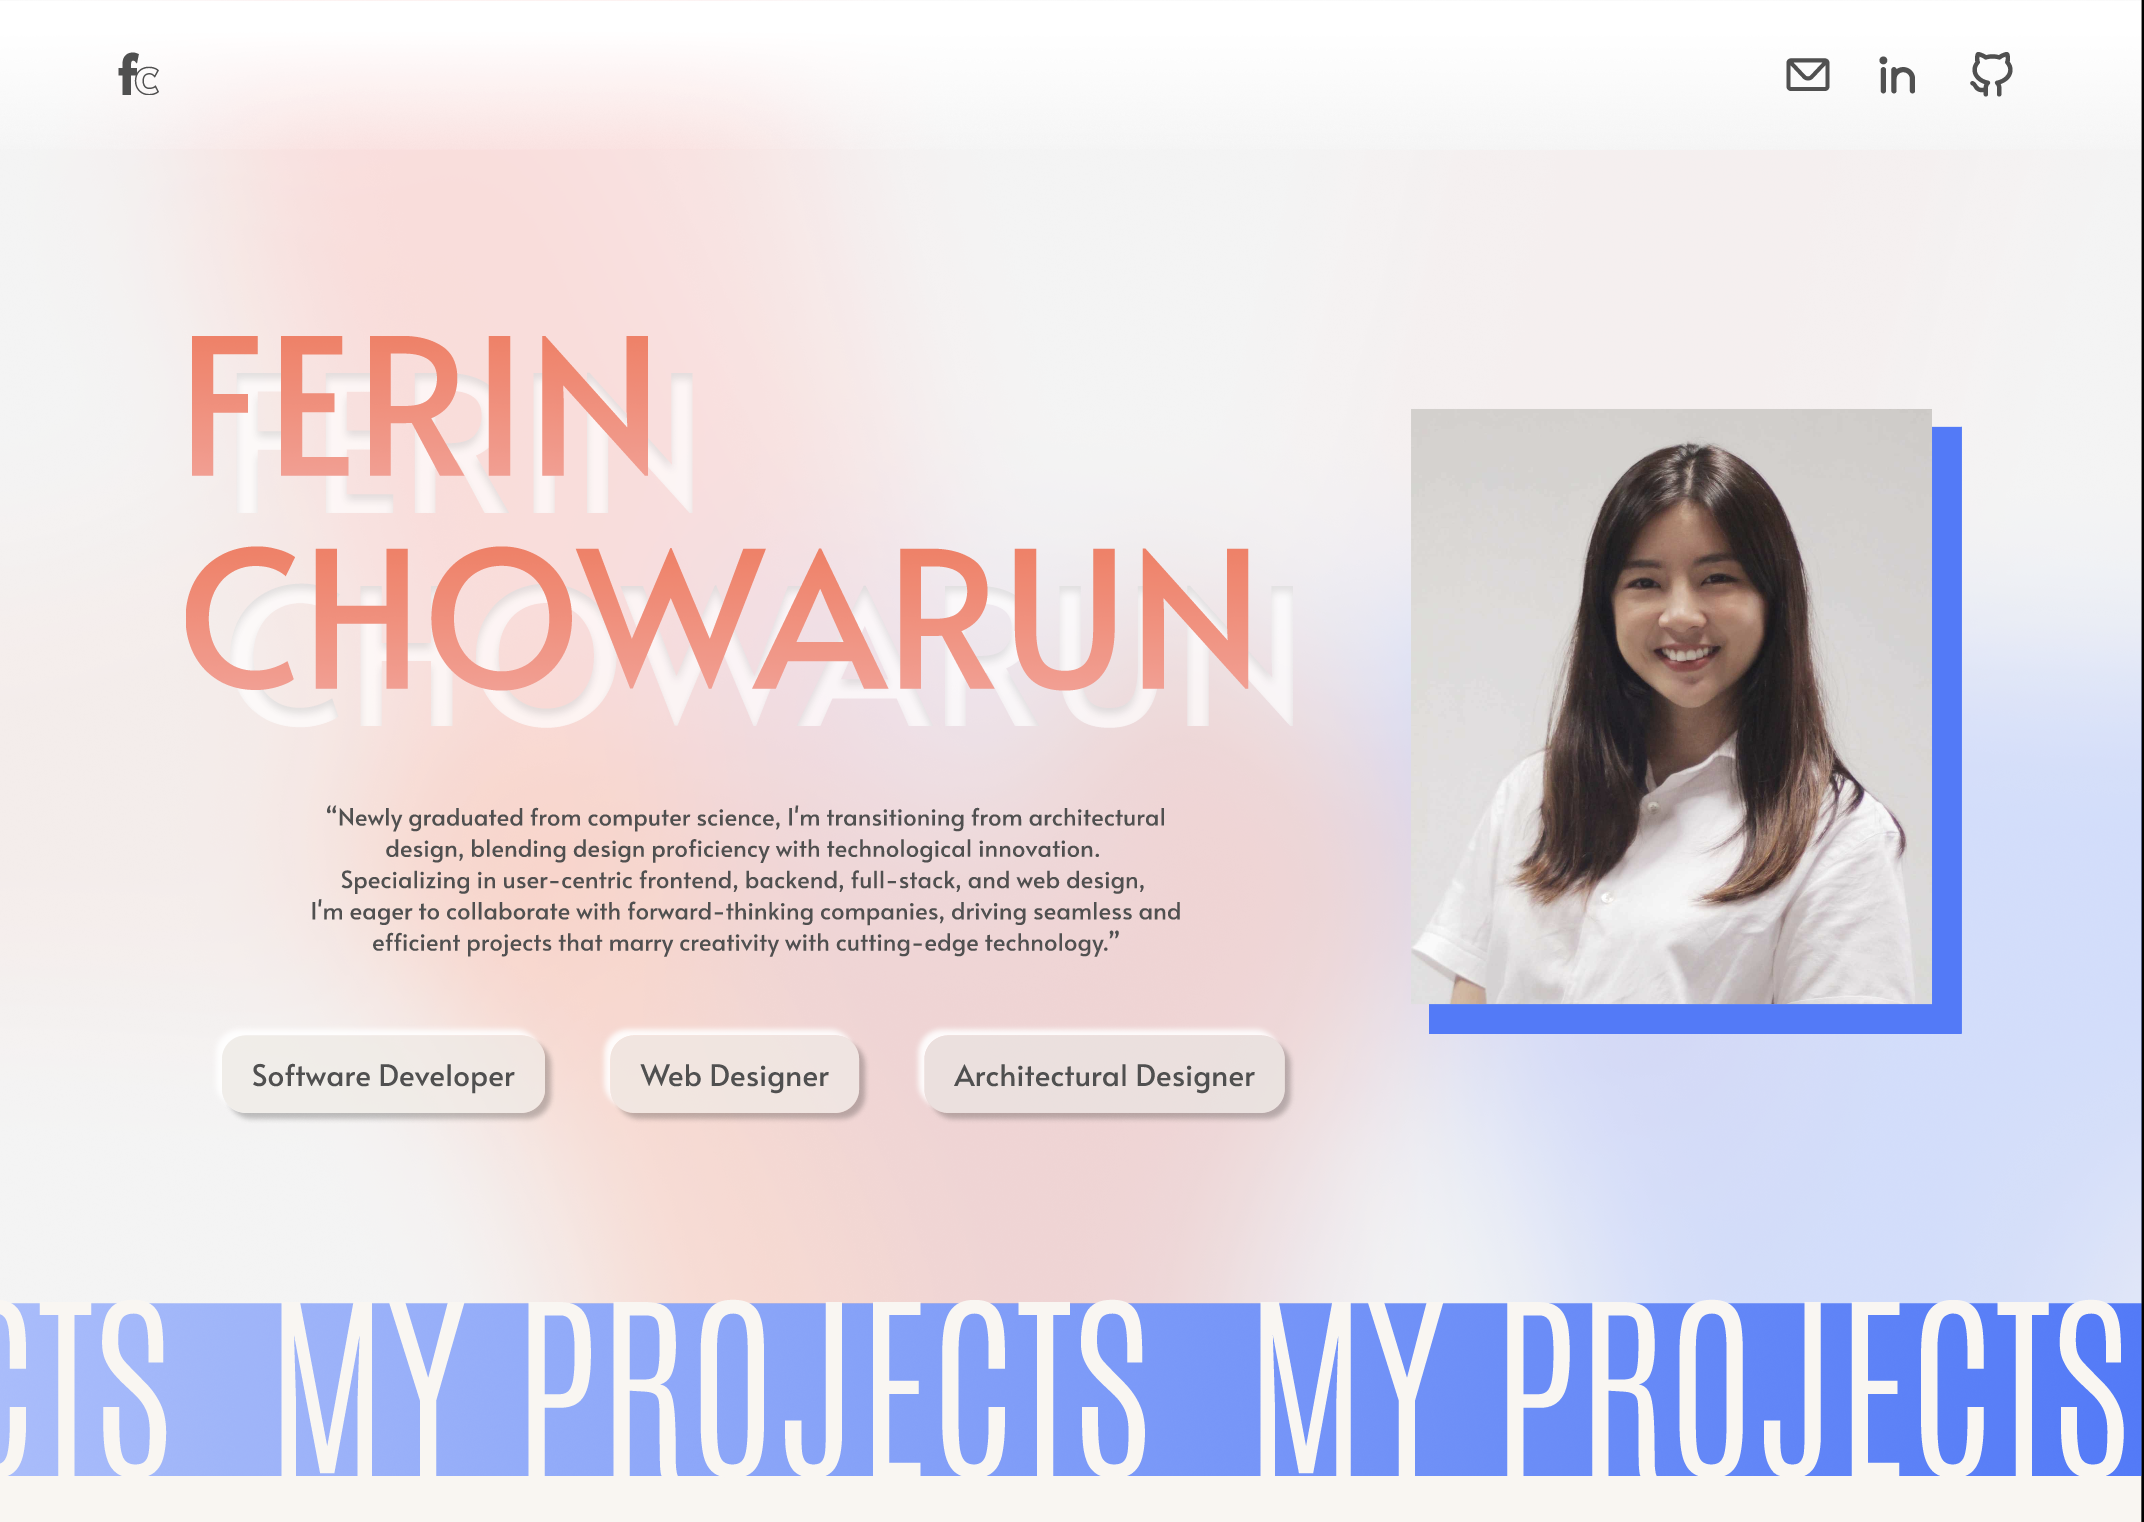 fc
in
FERIN
CHOWARUN
“Newly graduated from computer science, I'm transitioning from architectural
design, blending design proficiency with technological innovation.
Specializing in user-centric frontend, backend, full-stack, and web design,
I'm eager to collaborate with forward-thinking companies, driving seamless and
efficient projects that marry creativity with cutting-edge technology.”
Software Developer Web Designer Architectural Designer
CTS MY PROJECTS MY PROJECTS